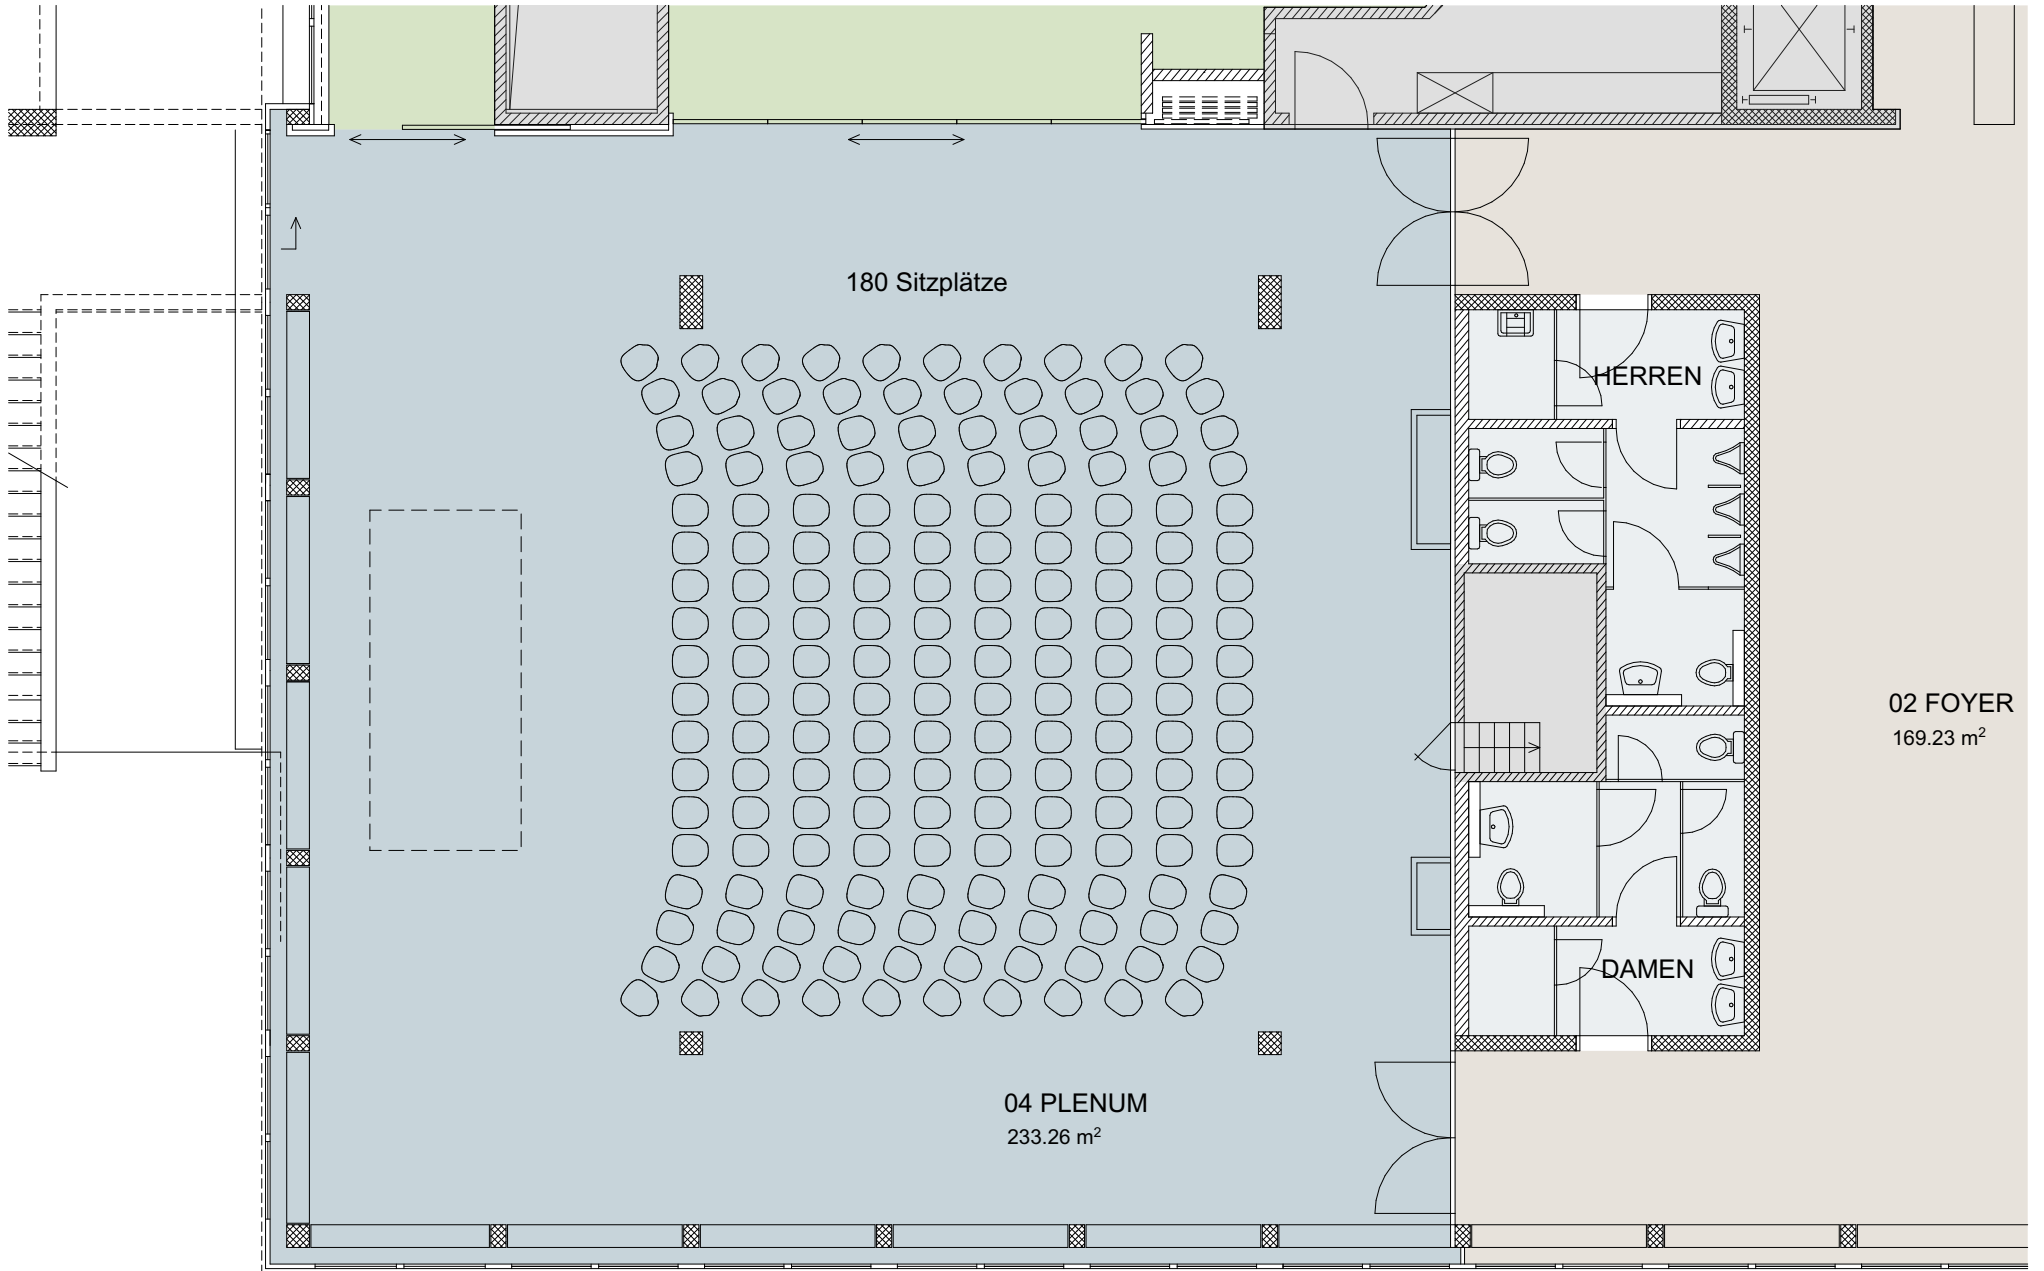 180 Sitzplätze
HERREN
02 FOYER
169.23 m²
DAMEN
04 PLENUM
233.26 m²